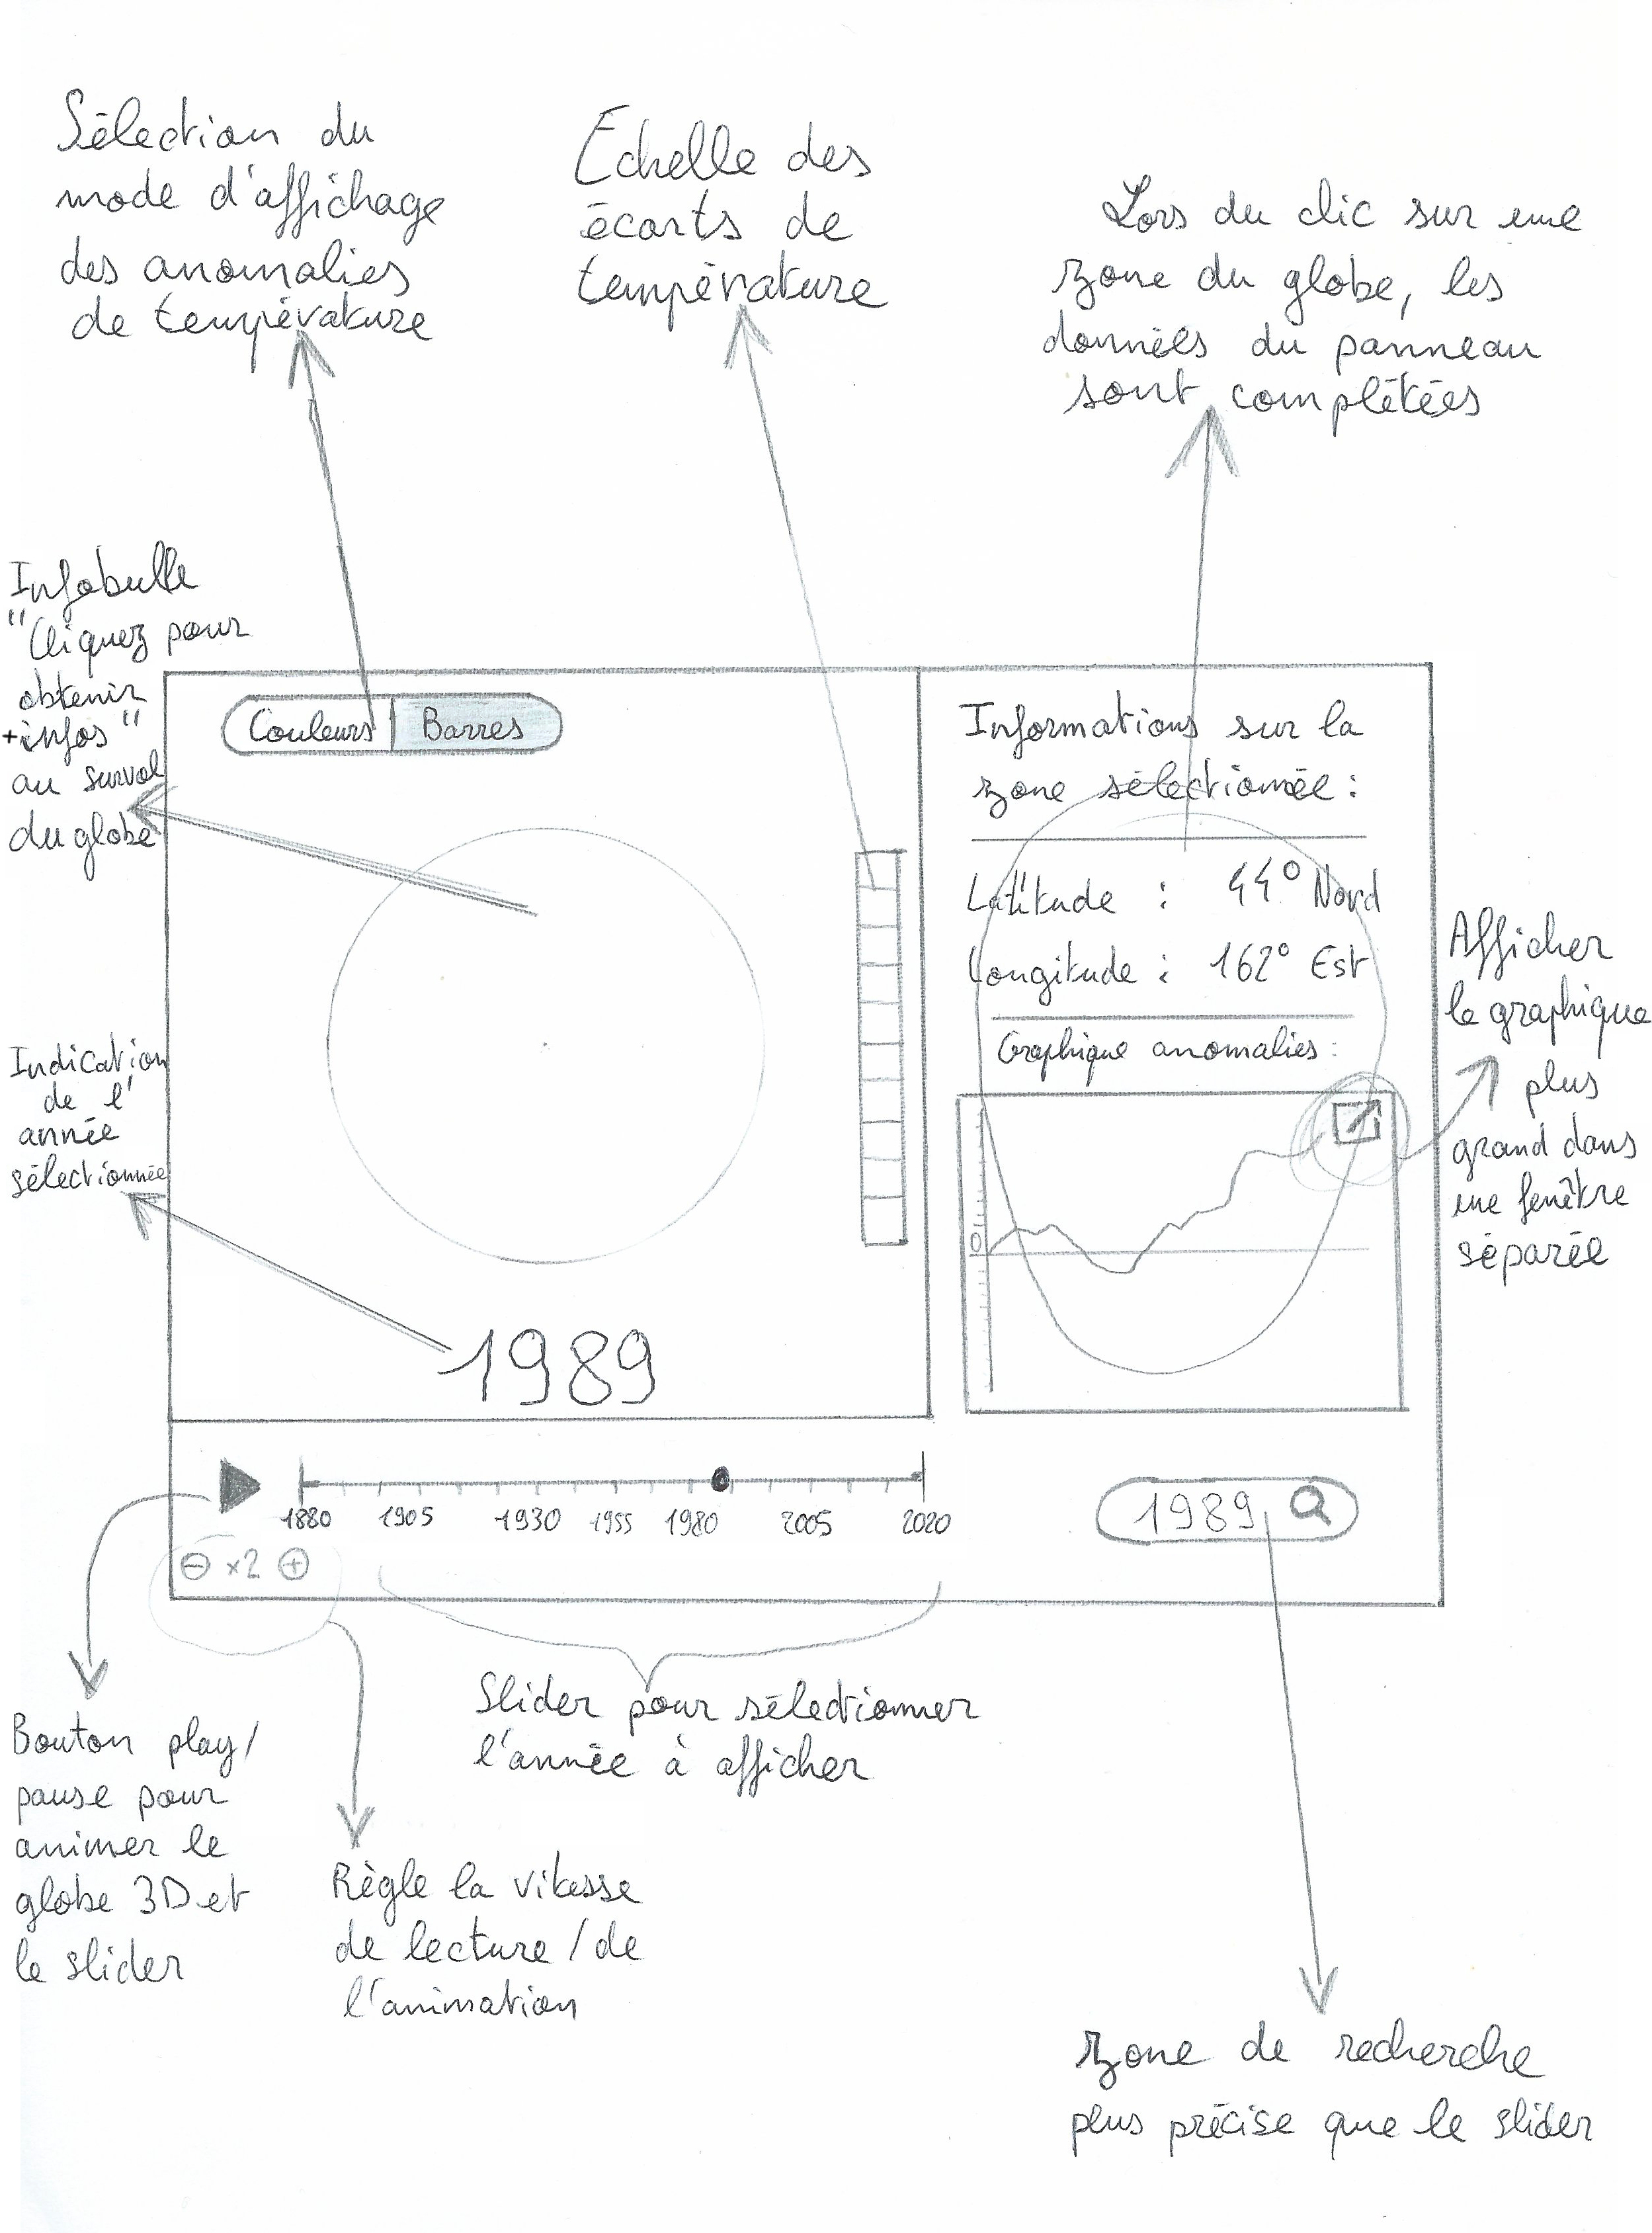 Sélection du
mode d'affichage
des anomalies
de température
Echelle des
écarts de
température
Lors du clic sur une
zone du globe, les
données du panneau
sont complétées
Infobulle
"Cliquez pour
obtenir
+infos"
au survol
du globe
Indication
de l'
année
sélectionnée
Couleurs Barres
1989
Informations sur la
zone sélectionnée :
Latitude : 44° Nord
Longitude : 162° Est
Graphique anomalies :
0
Afficher
le graphique
plus
grand dans
une fenêtre
séparée
1880 1905 1930 1955 1980 2005 2020
x2
1989
Bouton play/
pause pour
animer le
globe 3D et
le slider
Règle la vitesse
de lecture / de
l'animation
Slider pour sélectionner
l'année à afficher
Zone de recherche
plus précise que le slider